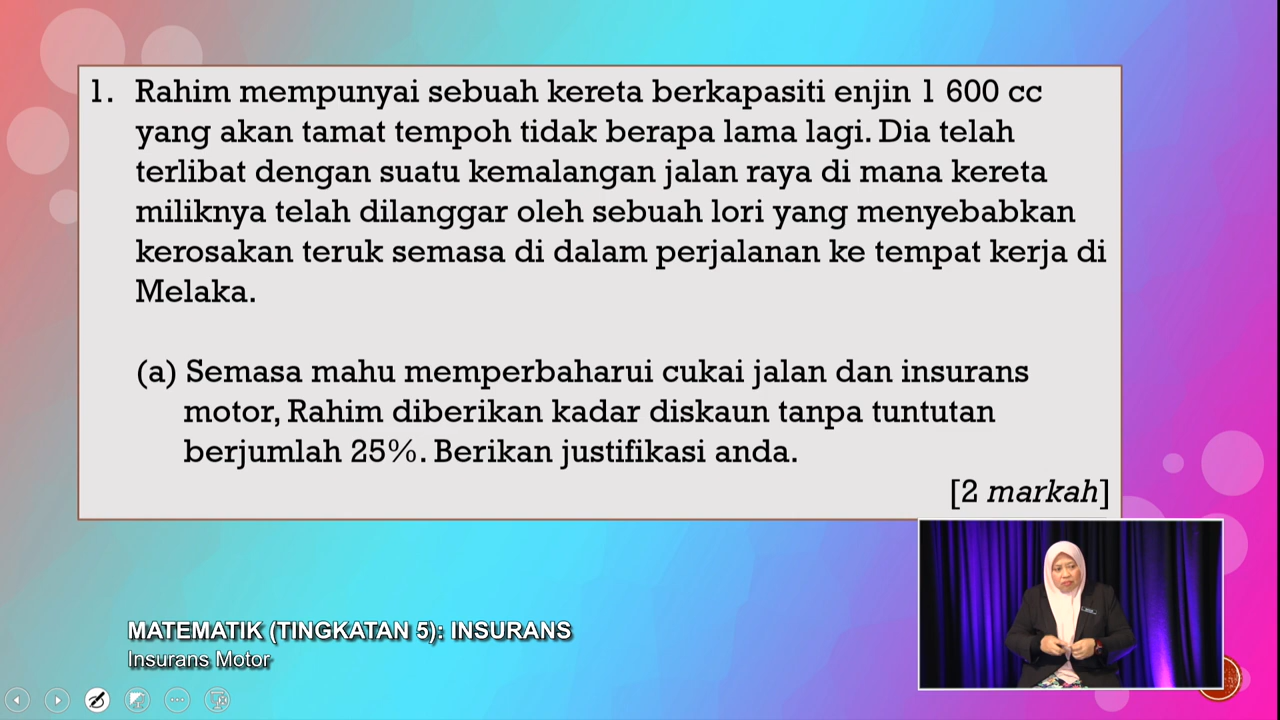 1. Rahim mempunyai sebuah kereta berkapasiti enjin 1 600 cc
yang akan tamat tempoh tidak berapa lama lagi. Dia telah
terlibat dengan suatu kemalangan jalan raya di mana kereta
miliknya telah dilanggar oleh sebuah lori yang menyebabkan
kerosakan teruk semasa di dalam perjalanan ke tempat kerja di
Melaka.
(a) Semasa mahu memperbaharui cukai jalan dan insurans
motor, Rahim diberikan kadar diskaun tanpa tuntutan
berjumlah 25%. Berikan justifikasi anda.
[2 markah]
MATEMATIK (TINGKATAN 5): INSURANS
Insurans Motor